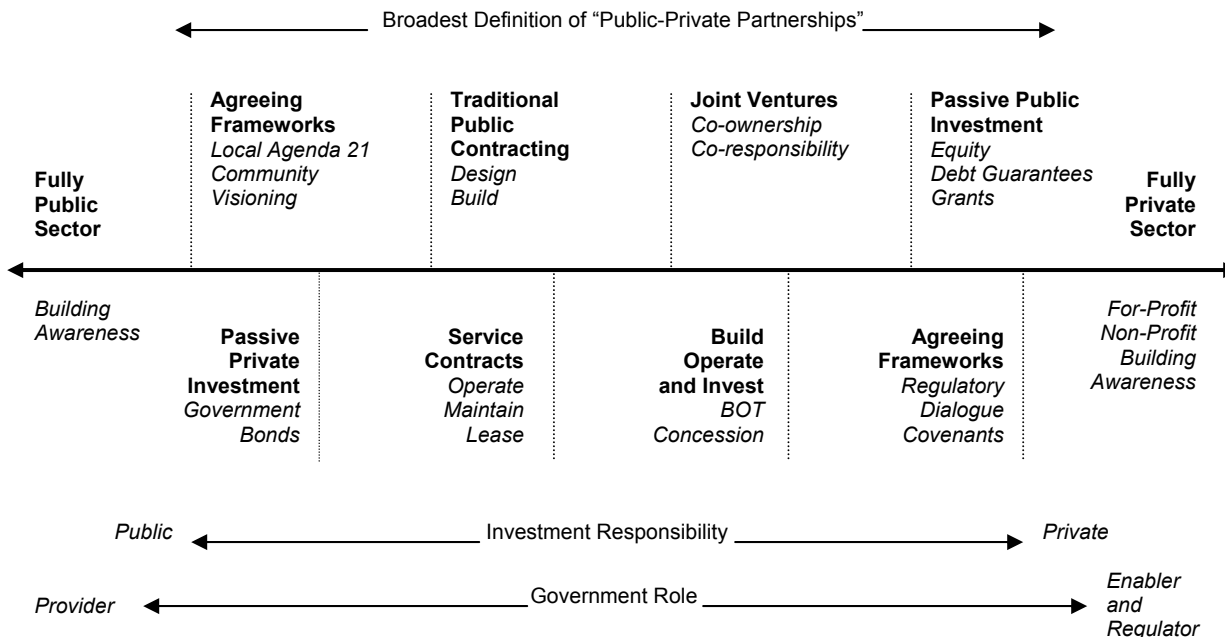 Broadest Definition of “Public-Private Partnerships”
Agreeing
Frameworks
Local Agenda 21
Community
Visioning
Traditional
Public
Contracting
Design
Build
Joint Ventures
Co-ownership
Co-responsibility
Passive Public
Investment
Equity
Debt Guarantees
Grants
Fully
Public
Sector
Fully
Private
Sector
Building
Awareness
Passive
Private
Investment
Government
Bonds
Service
Contracts
Operate
Maintain
Lease
Build
Operate
and Invest
BOT
Concession
Agreeing
Frameworks
Regulatory
Dialogue
Covenants
For-Profit
Non-Profit
Building
Awareness
Public
Investment Responsibility
Private
Provider
Government Role
Enabler
and
Regulator